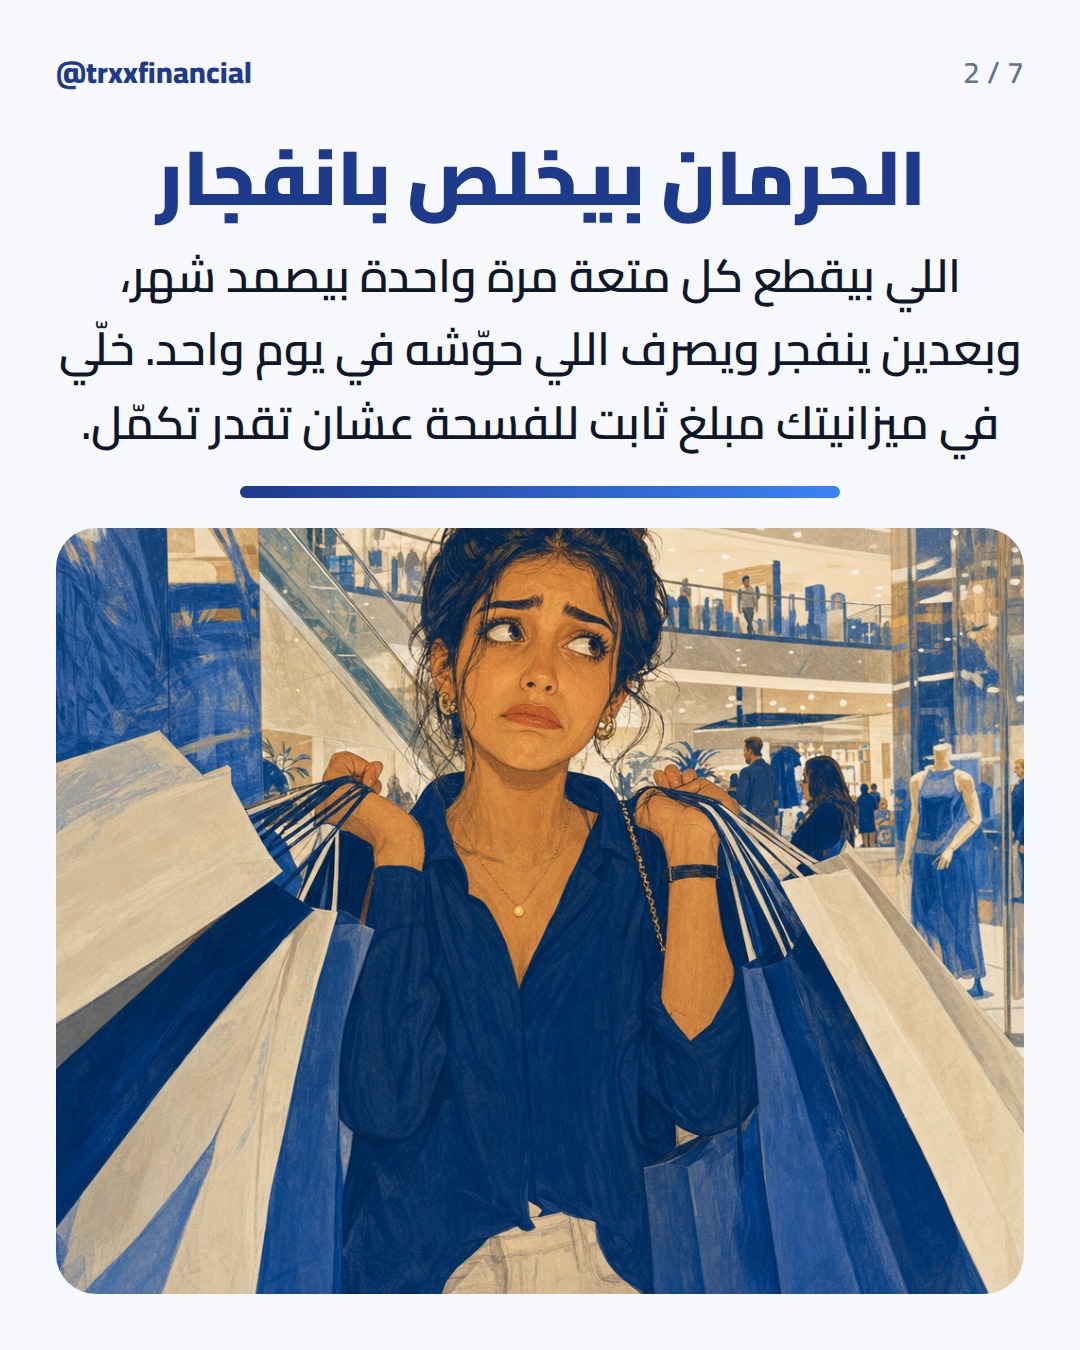 @trxxfinancial
2 / 7
الحرمان بيخلص بانفجار
اللي بيقطع كل متعة مرة واحدة بيصمد شهر،
وبعدين ينفجر ويصرف اللي حوّشه في يوم واحد. خلّي
في ميزانيتك مبلغ ثابت للفسحة عشان تقدر تكمّل.